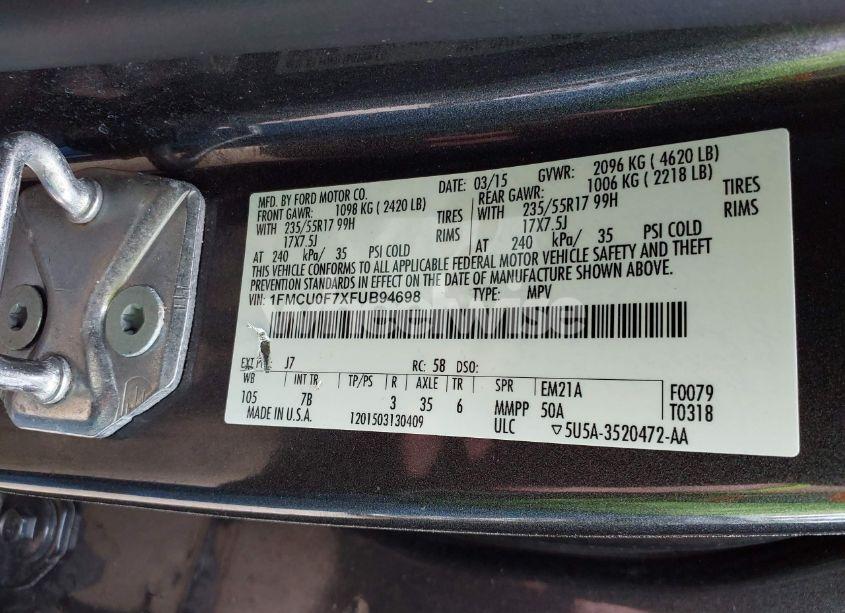 MFD. BY FORD MOTOR CO. DATE: 03/15 GVWR: 2096 KG ( 4620 LB)
FRONT GAWR: 1098 KG ( 2420 LB) REAR GAWR: 1006 KG ( 2218 LB)
WITH 235/55R17 99H TIRES WITH 235/55R17 99H TIRES
17X7.5J RIMS 17X7.5J RIMS
AT 240 kPa/ 35 PSI COLD AT 240 kPa/ 35 PSI COLD
THIS VEHICLE CONFORMS TO ALL APPLICABLE FEDERAL MOTOR VEHICLE SAFETY AND THEFT
PREVENTION STANDARDS IN EFFECT ON THE DATE OF MANUFACTURE SHOWN ABOVE.
VIN: 1FMCU0F7XFUB94698 TYPE: MPV
J7 RC: 58 DSO:
WB INT TR TP/PS R AXLE TR SPR EM21A F0079
105 7B 3 35 6 MMPP 50A T0318
MADE IN U.S.A. 1201503130409 ULC ▽5U5A-3520472-AA